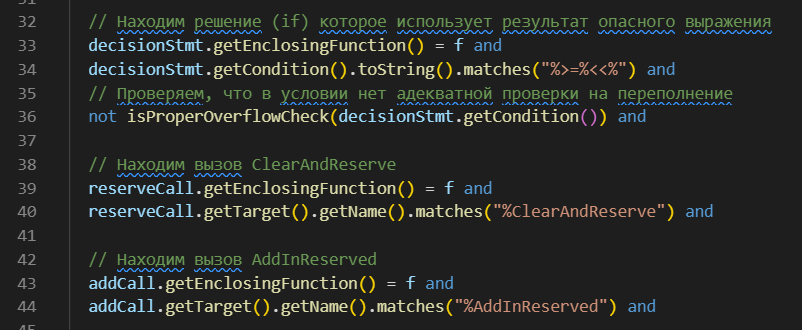 32 // Находим решение (if) которое использует результат опасного выражения
33 decisionStmt.getEnclosingFunction() = f and
34 decisionStmt.getCondition().toString().matches("%>=%<<%") and
35 // Проверяем, что в условии нет адекватной проверки на переполнение
36 not isProperOverflowCheck(decisionStmt.getCondition()) and
37
38 // Находим вызов ClearAndReserve
39 reserveCall.getEnclosingFunction() = f and
40 reserveCall.getTarget().getName().matches("%ClearAndReserve") and
41
42 // Находим вызов AddInReserved
43 addCall.getEnclosingFunction() = f and
44 addCall.getTarget().getName().matches("%AddInReserved") and